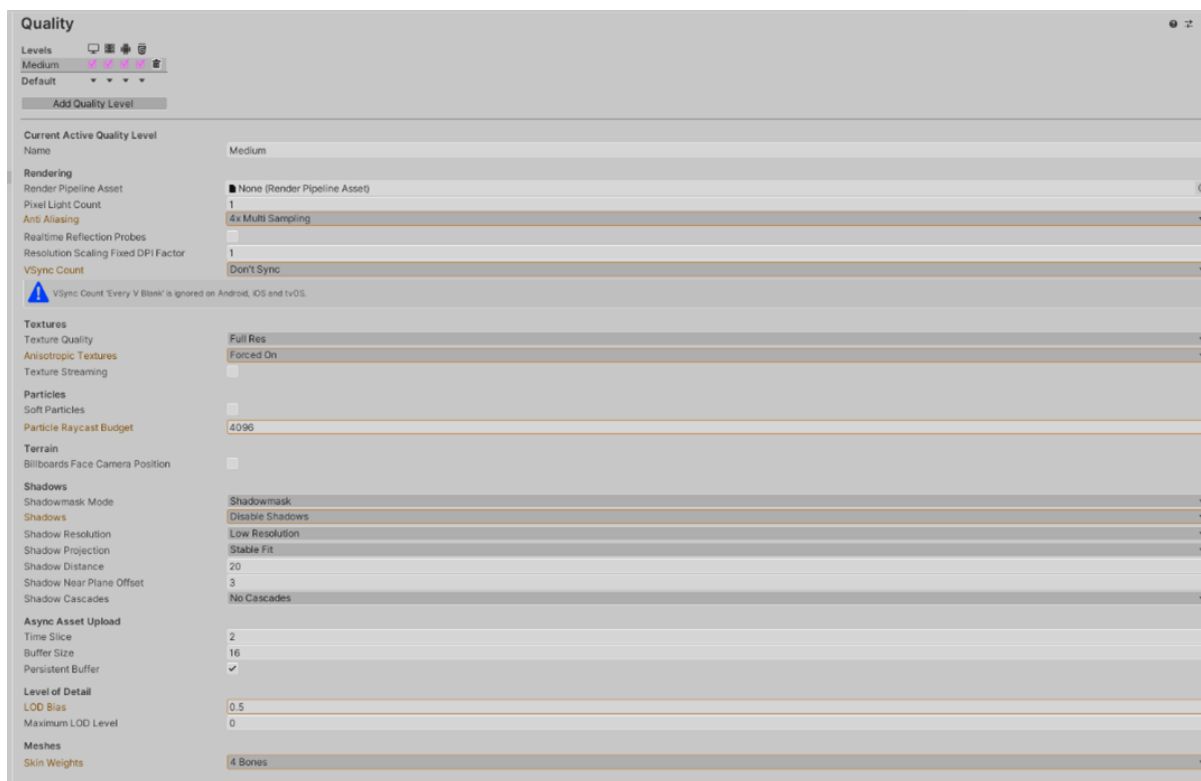 Quality
Levels
Medium
Default
Add Quality Level
Current Active Quality Level
Name Medium
Rendering
Render Pipeline Asset None (Render Pipeline Asset)
Pixel Light Count 1
Anti Aliasing 4x Multi Sampling
Realtime Reflection Probes
Resolution Scaling Fixed DPI Factor 1
VSync Count Don't Sync
VSync Count 'Every V Blank' is ignored on Android, iOS and tvOS.
Textures
Texture Quality Full Res
Anisotropic Textures Forced On
Texture Streaming
Particles
Soft Particles
Particle Raycast Budget 4096
Terrain
Billboards Face Camera Position
Shadows
Shadowmask Mode Shadowmask
Shadows Disable Shadows
Shadow Resolution Low Resolution
Shadow Projection Stable Fit
Shadow Distance 20
Shadow Near Plane Offset 3
Shadow Cascades No Cascades
Async Asset Upload
Time Slice 2
Buffer Size 16
Persistent Buffer
Level of Detail
LOD Bias 0.5
Maximum LOD Level 0
Meshes
Skin Weights 4 Bones